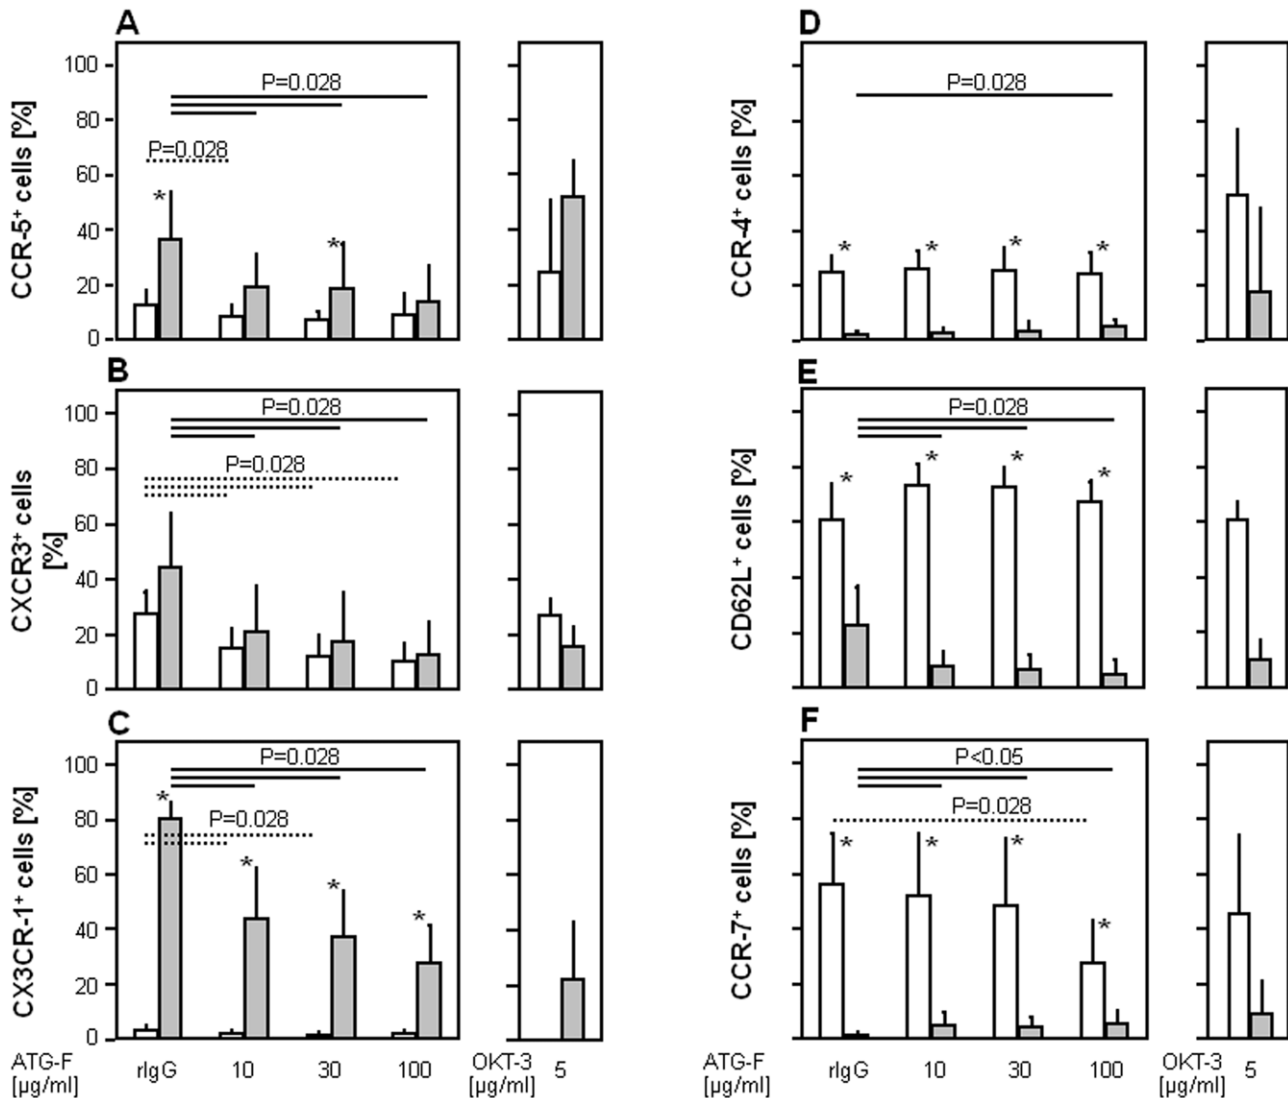 A
CCR-5⁺ cells [%]
100
80
60
40
20
0
P=0.028
P=0.028
*
*
B
CXCR3⁺ cells
[%]
100
80
60
40
20
0
P=0.028
P=0.028
C
CX3CR-1⁺ cells [%]
100
80
60
40
20
0
P=0.028
P=0.028
*
*
*
*
ATG-F
[µg/ml]
rIgG
10
30
100
OKT-3
[µg/ml]
5
D
CCR-4⁺ cells [%]
P=0.028
*
*
*
*
E
CD62L⁺ cells [%]
P=0.028
*
*
*
*
F
CCR-7⁺ cells [%]
P<0.05
P=0.028
*
*
*
*
ATG-F
[µg/ml]
rIgG
10
30
100
OKT-3
[µg/ml]
5